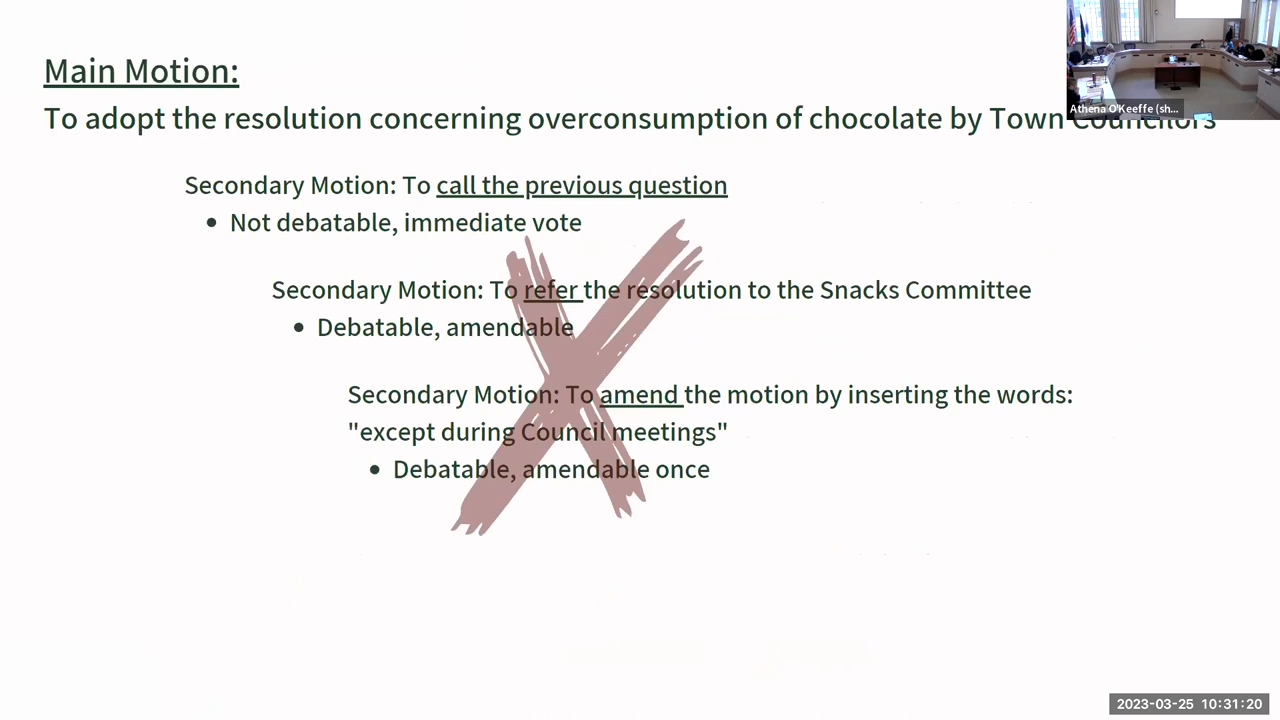 Main Motion:
To adopt the resolution concerning overconsumption of chocolate by Town Councilors
Secondary Motion: To call the previous question
• Not debatable, immediate vote
Secondary Motion: To refer the resolution to the Snacks Committee
• Debatable, amendable
Secondary Motion: To amend the motion by inserting the words:
"except during Council meetings"
• Debatable, amendable once
Athena O'Keeffe (sh...
2023-03-25 10:31:20